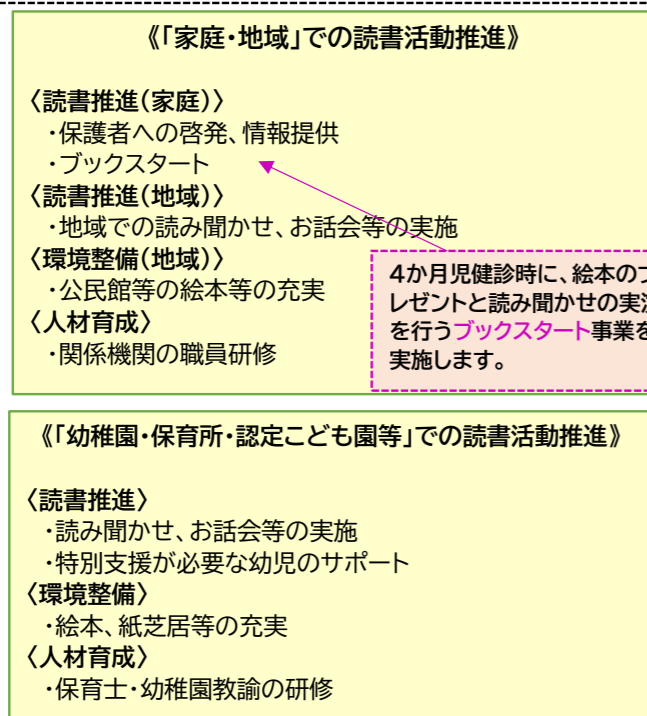 《「家庭・地域」での読書活動推進》
〈読書推進(家庭)〉
・保護者への啓発、情報提供
・ブックスタート
〈読書推進(地域)〉
・地域での読み聞かせ、お話会等の実施
〈環境整備(地域)〉
・公民館等の絵本等の充実
〈人材育成〉
・関係機関の職員研修
4か月児健診時に、絵本のプ
レゼントと読み聞かせの実演
を行うブックスタート事業を
実施します。
《「幼稚園・保育所・認定こども園等」での読書活動推進》
〈読書推進〉
・読み聞かせ、お話会等の実施
・特別支援が必要な幼児のサポート
〈環境整備〉
・絵本、紙芝居等の充実
〈人材育成〉
・保育士・幼稚園教諭の研修